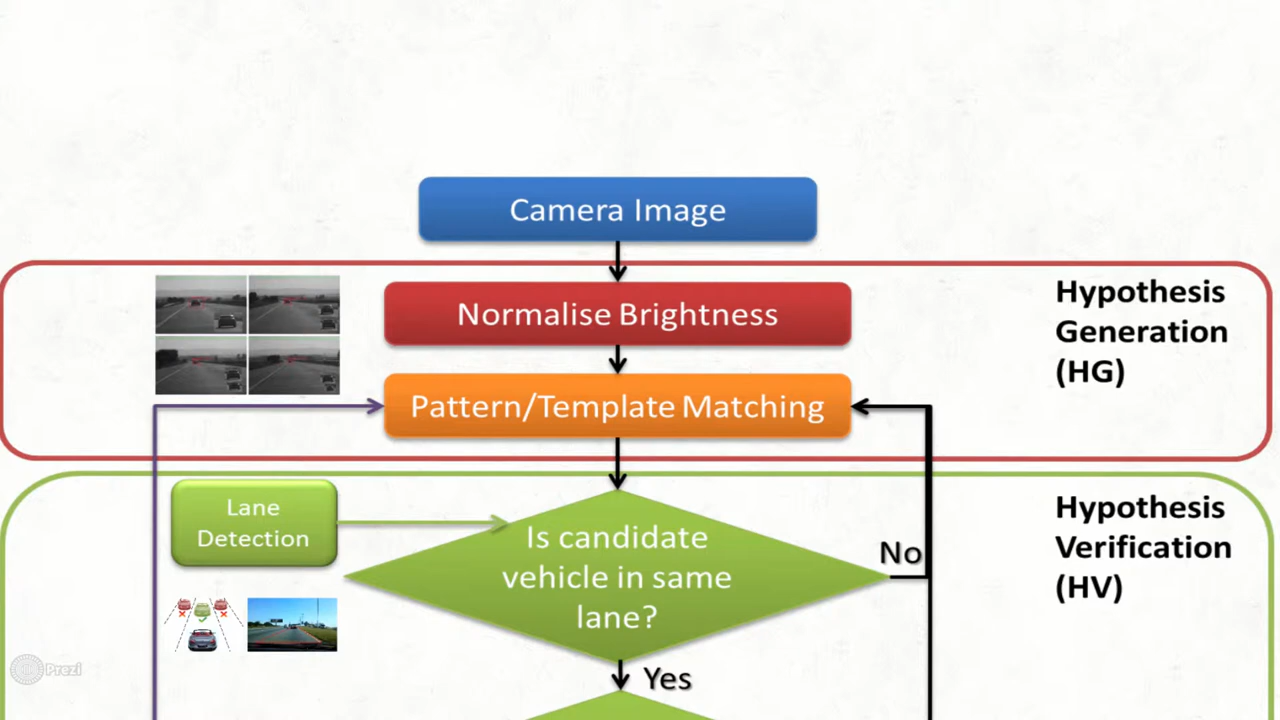 Camera Image
Normalise Brightness
Hypothesis
Generation
(HG)
Pattern/Template Matching
Lane
Detection
Is candidate
vehicle in same
lane?
No
Hypothesis
Verification
(HV)
Yes
Prezi